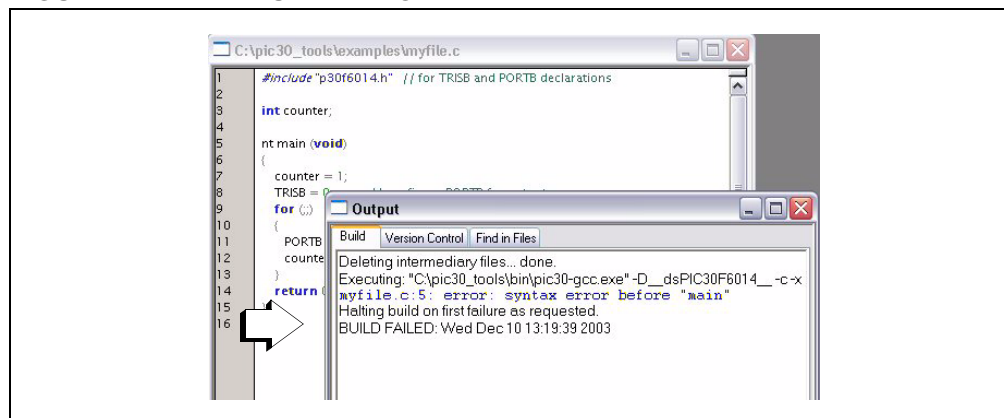 C:\pic30_tools\examples\myfile.c
1 #include "p30f6014.h" // for TRISB and PORTB declarations
2
3 int counter;
4
5 nt main (void)
6 {
7 counter = 1;
8 TRISB =
9 for (;;)
10 {
11 PORTB
12 counte
13 }
14 return (
15
16
Output
Build Version Control Find in Files
Deleting intermediary files... done.
Executing: "C:\pic30_tools\bin\pic30-gcc.exe" -D__dsPIC30F6014__ -c -x
myfile.c:5: error: syntax error before "main"
Halting build on first failure as requested.
BUILD FAILED: Wed Dec 10 13:19:39 2003